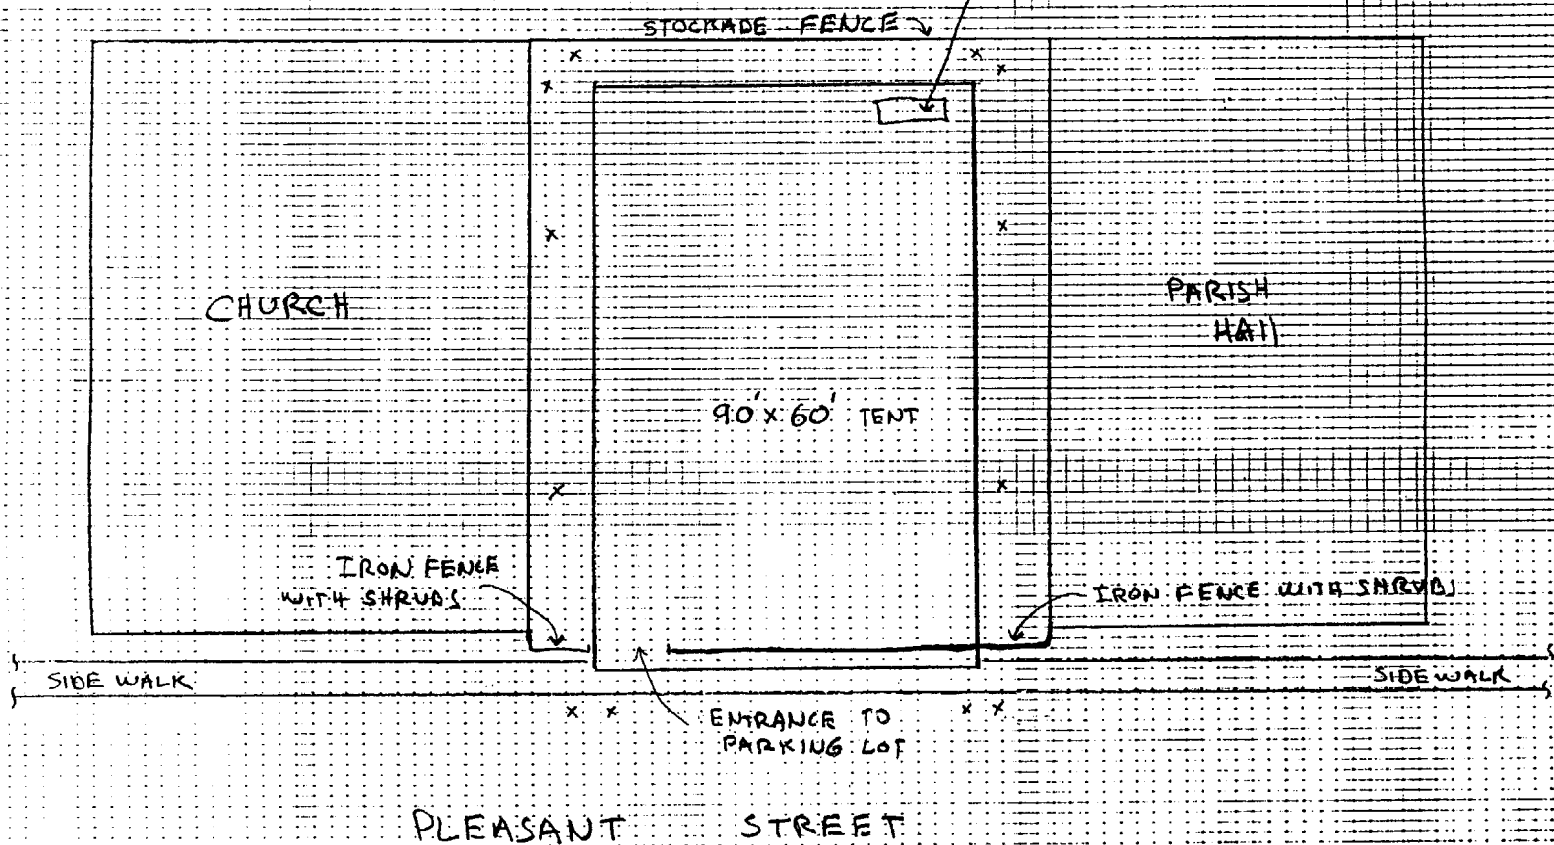 STOCKADE FENCE
CHURCH
PARISH
HAll
90' x 60' TENT
IRON FENCE
WITH SHRUBS
IRON FENCE WITH SHRUBS
SIDE WALK
SIDE WALK
ENTRANCE TO
PARKING LOT
PLEASANT STREET